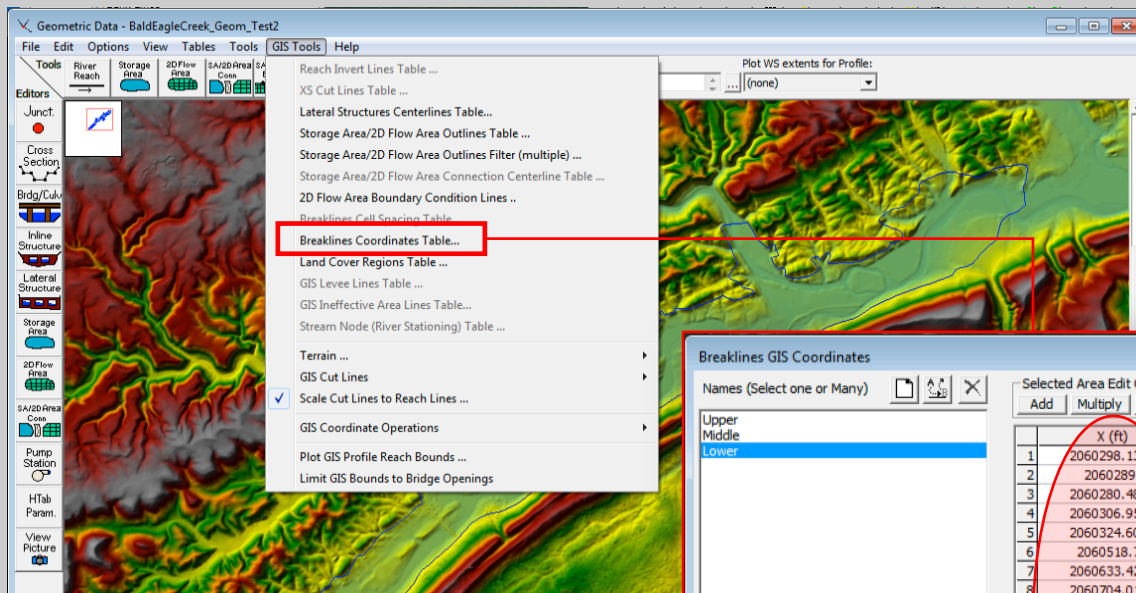 Geometric Data - BaldEagleCreek_Geom_Test2
File Edit Options View Tables Tools GIS Tools Help
Tools
Editors
River
Reach
Storage
Area
2D Flow
Area
SA/2D Area
Conn
Plot WS extents for Profile:
...
(none)
Junct.
Cross
Section
Brdg/Culv
Inline
Structure
Lateral
Structure
Storage
Area
2D Flow
Area
SA/2D Area
Conn
Pump
Station
HTab
Param.
View
Picture
Reach Invert Lines Table ...
XS Cut Lines Table ...
Lateral Structures Centerlines Table...
Storage Area/2D Flow Area Outlines Table ...
Storage Area/2D Flow Area Outlines Filter (multiple) ...
Storage Area/2D Flow Area Connection Centerline Table ...
2D Flow Area Boundary Condition Lines ..
Breaklines Cell Spacing Table...
Breaklines Coordinates Table...
Land Cover Regions Table ...
GIS Levee Lines Table ...
GIS Ineffective Area Lines Table...
Stream Node (River Stationing) Table ...
Terrain ...
GIS Cut Lines
Scale Cut Lines to Reach Lines ...
GIS Coordinate Operations
Plot GIS Profile Reach Bounds ...
Limit GIS Bounds to Bridge Openings
Breaklines GIS Coordinates
Names (Select one or Many)
Upper
Middle
Lower
Selected Area Edit
Add Multiply
X (ft)
1 2060298.13
2 2060289
3 2060280.48
4 2060306.95
5 2060324.60
6 2060518.
7 2060633.42
8 2060704.0